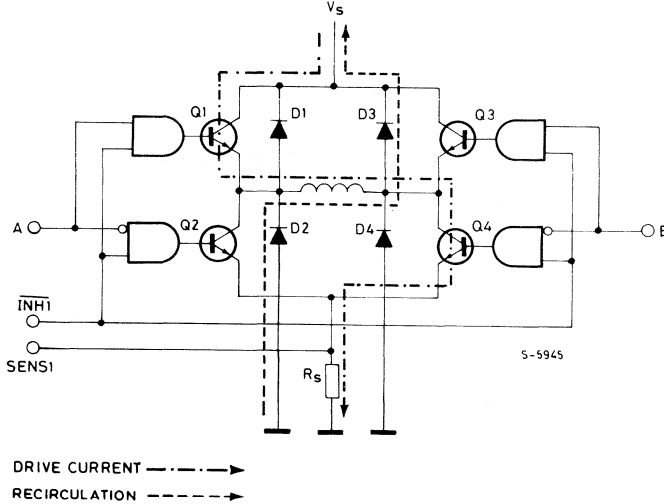 Vs
Q1
D1
D3
Q3
A
Q2
D2
D4
Q4
INH1
SENS1
Rs
S-5945
DRIVE CURRENT
RECIRCULATION